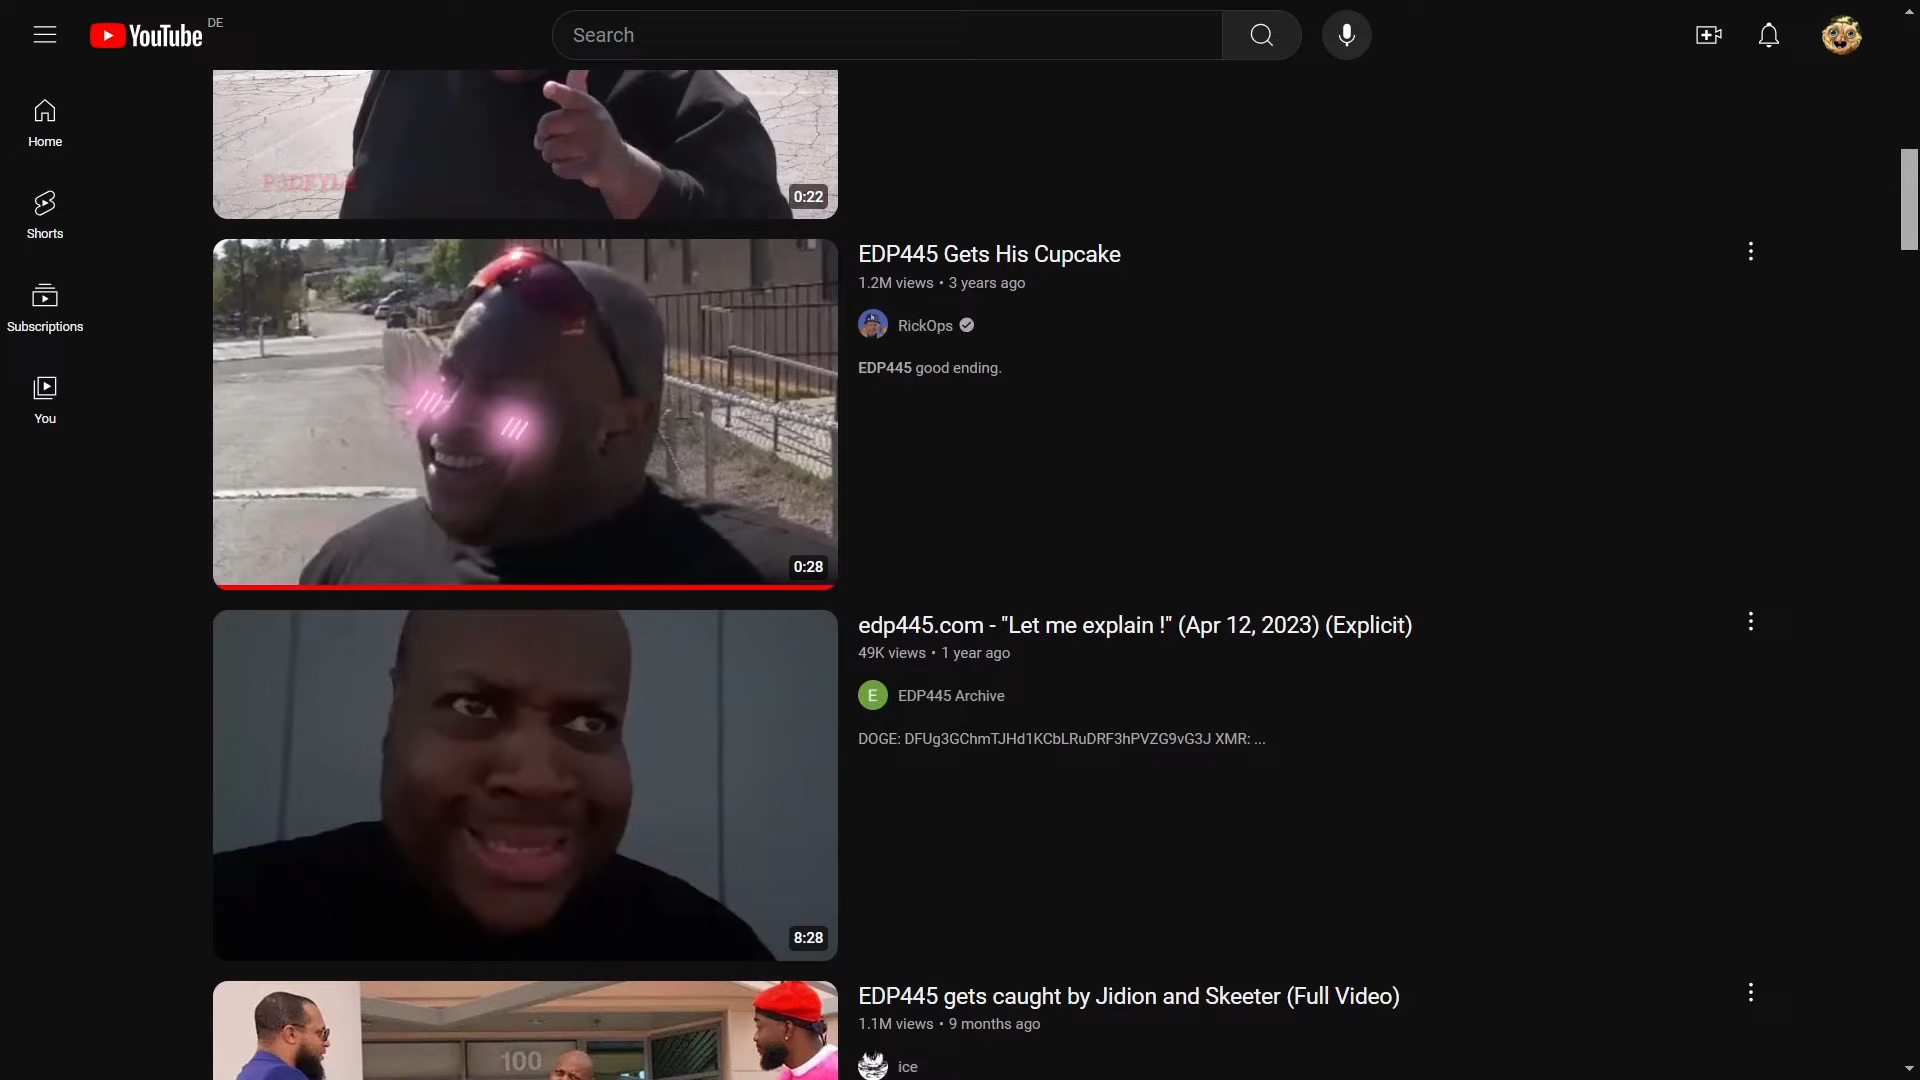 YouTube DE
Search
Home
Shorts
Subscriptions
You
0:22
EDP445 Gets His Cupcake
1.2M views • 3 years ago
RickOps
EDP445 good ending.
0:28
edp445.com - "Let me explain !" (Apr 12, 2023) (Explicit)
49K views • 1 year ago
E EDP445 Archive
DOGE: DFUg3GChmTJHd1KCbLRuDRF3hPVZG9vG3J XMR: ...
8:28
EDP445 gets caught by Jidion and Skeeter (Full Video)
1.1M views • 9 months ago
ice
100